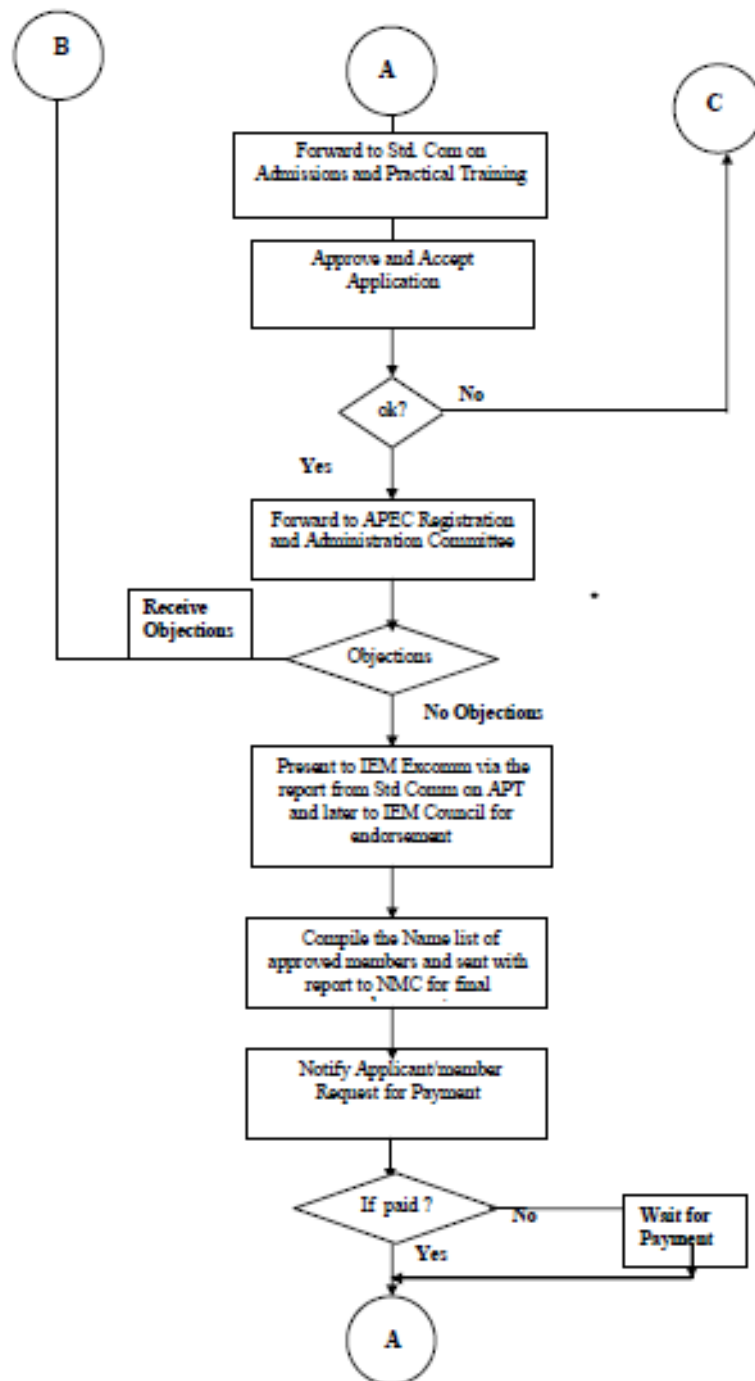 B
A
C
Forward to Std. Com on
Admissions and Practical Training
Approve and Accept
Application
ok?
No
Yes
Forward to APEC Registration
and Administration Committee
Receive
Objections
Objections
No Objections
Present to IEM Excomm via the
report from Std Comm on APT
and later to IEM Council for
endorsement
Compile the Name list of
approved members and sent with
report to NMC for final
Notify Applicant/member
Request for Payment
If paid ?
No
Wait for
Payment
Yes
A